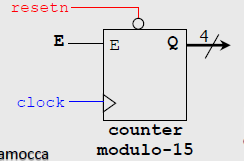 resetn
E E Q 4
clock
counter
amocca modulo-15